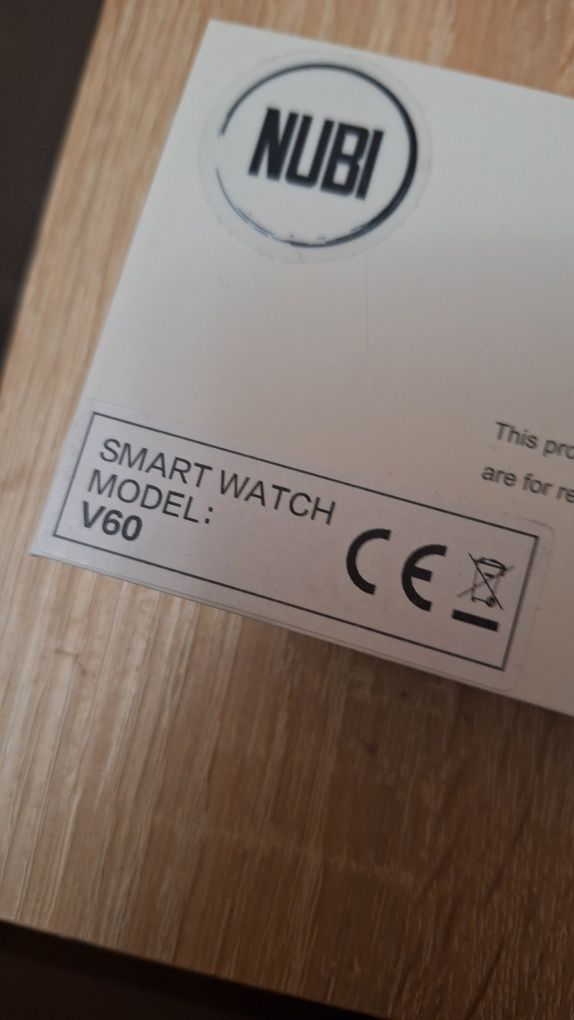 NUBI
This pro
are for re
SMART WATCH
MODEL:
V60
CE